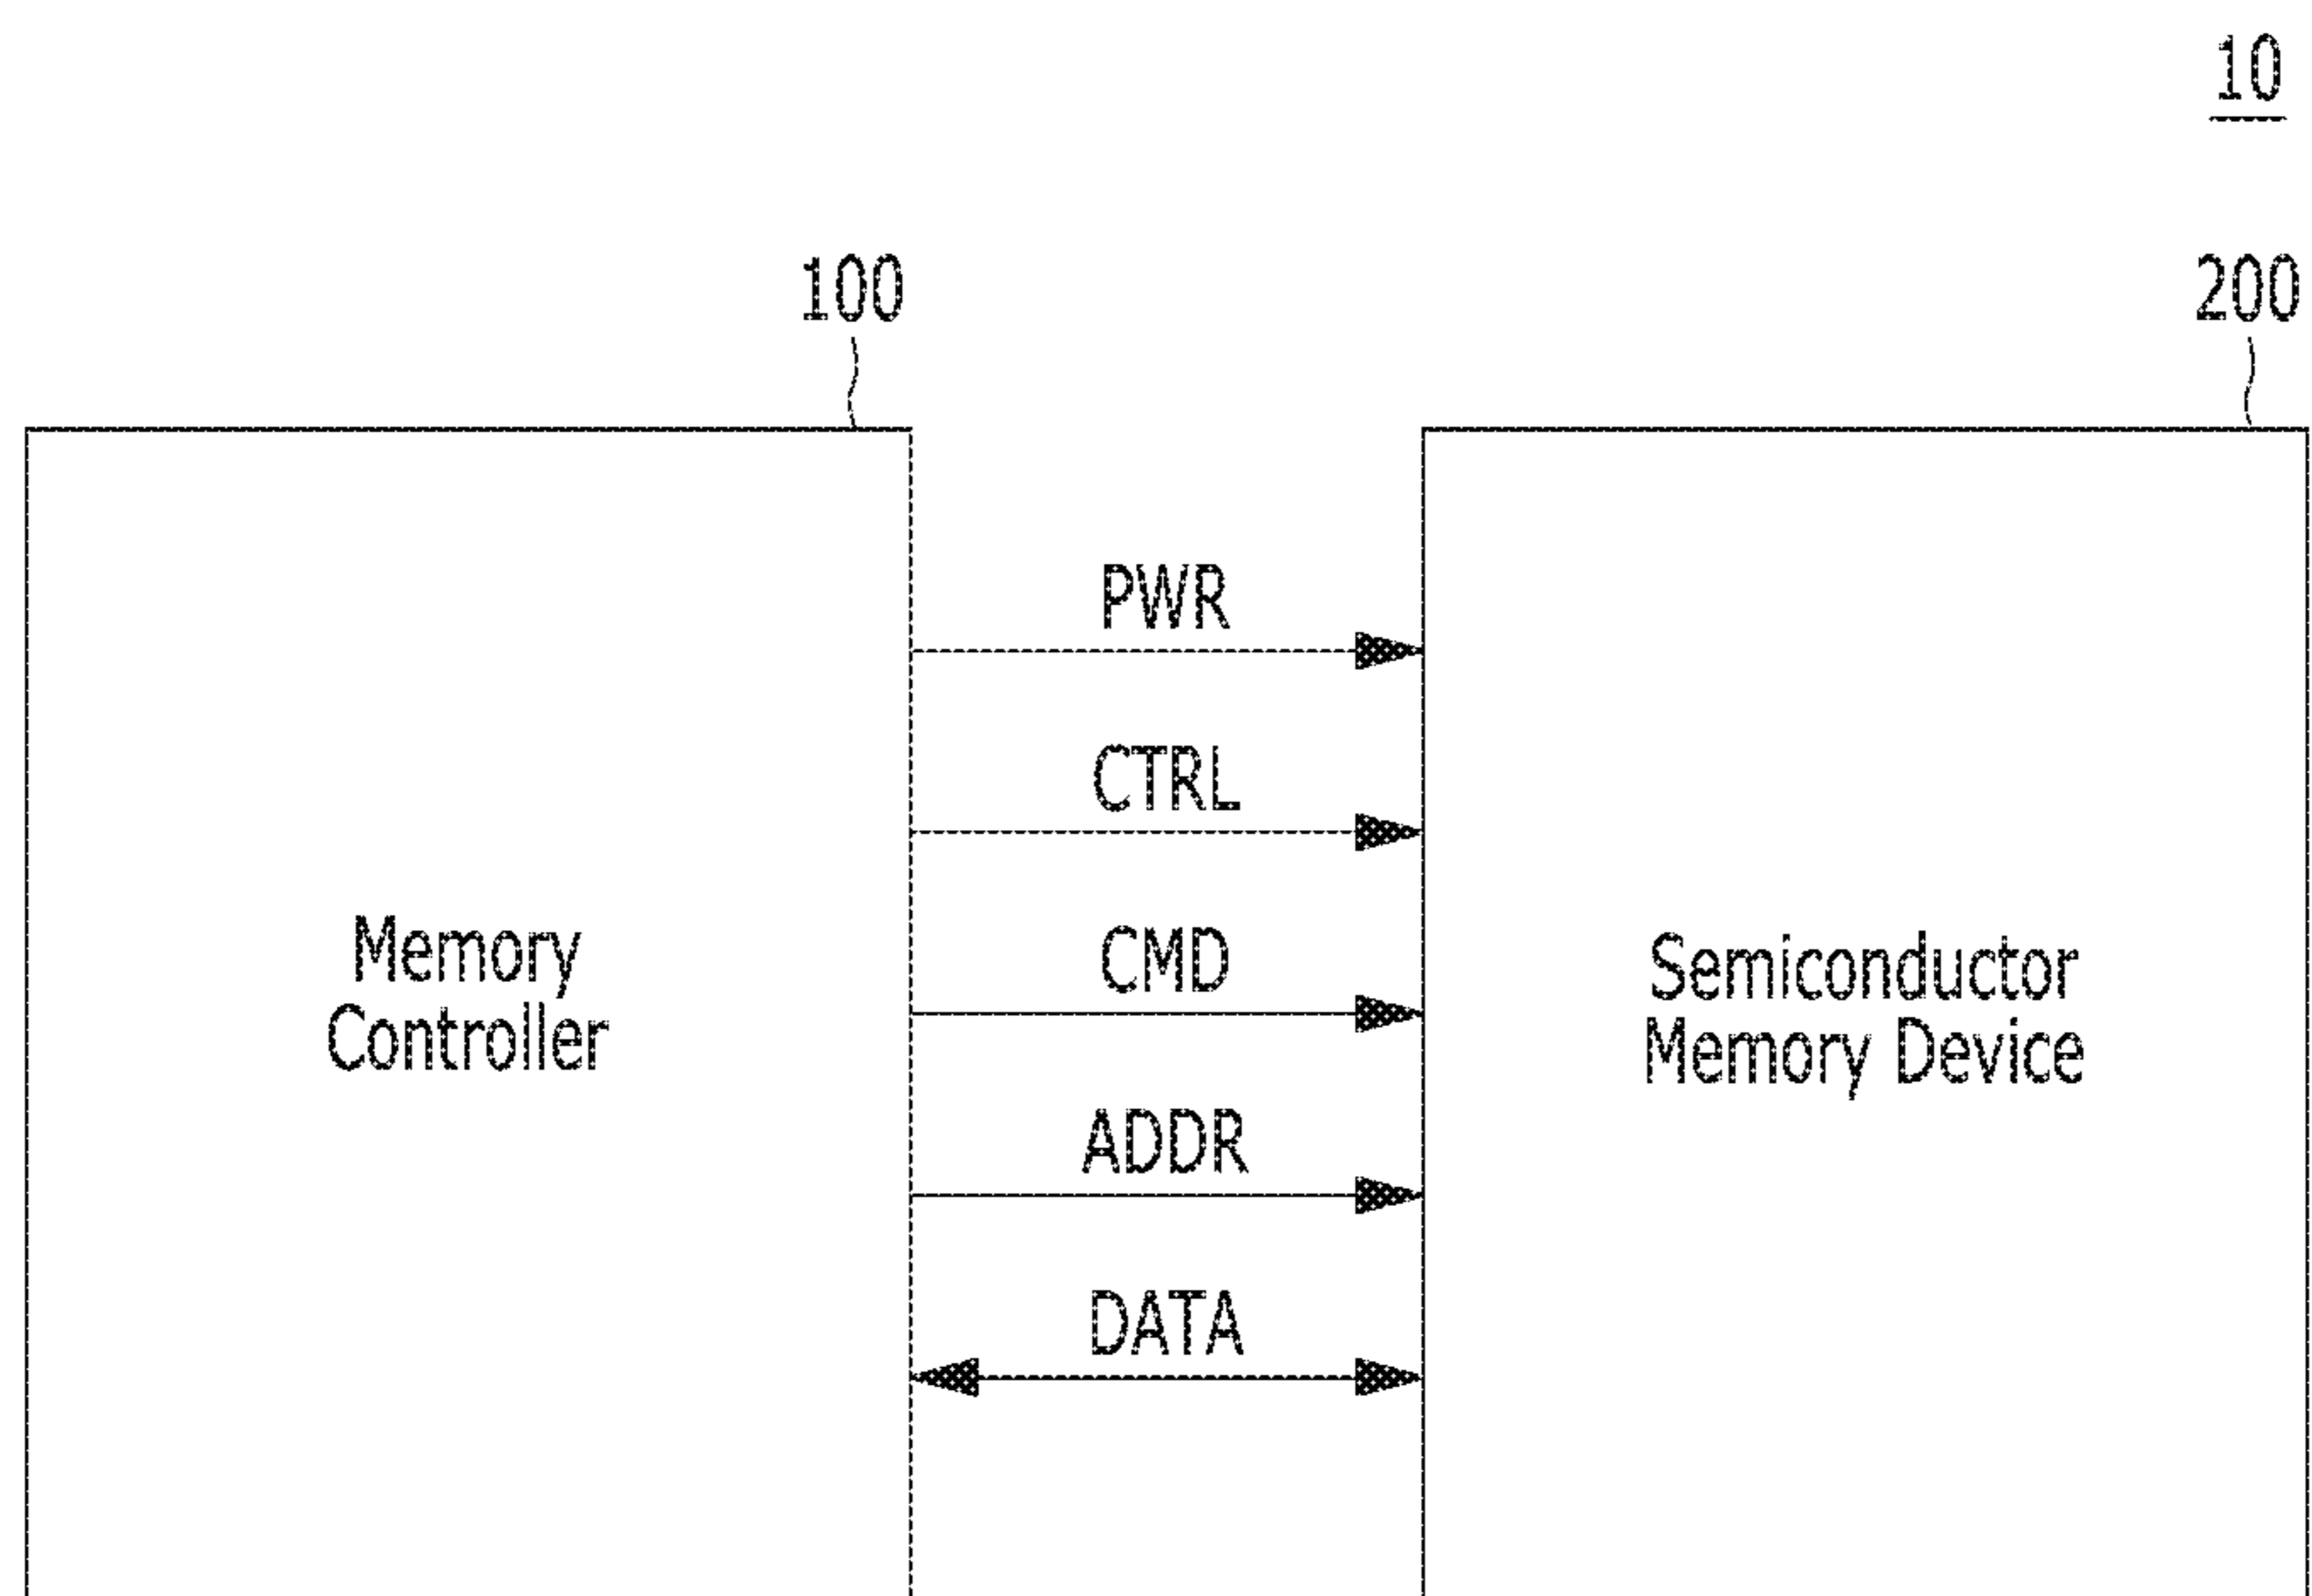 10
100
200
PWR
CTRL
CMD
ADDR
DATA
Memory
Controller
Semiconductor
Memory Device